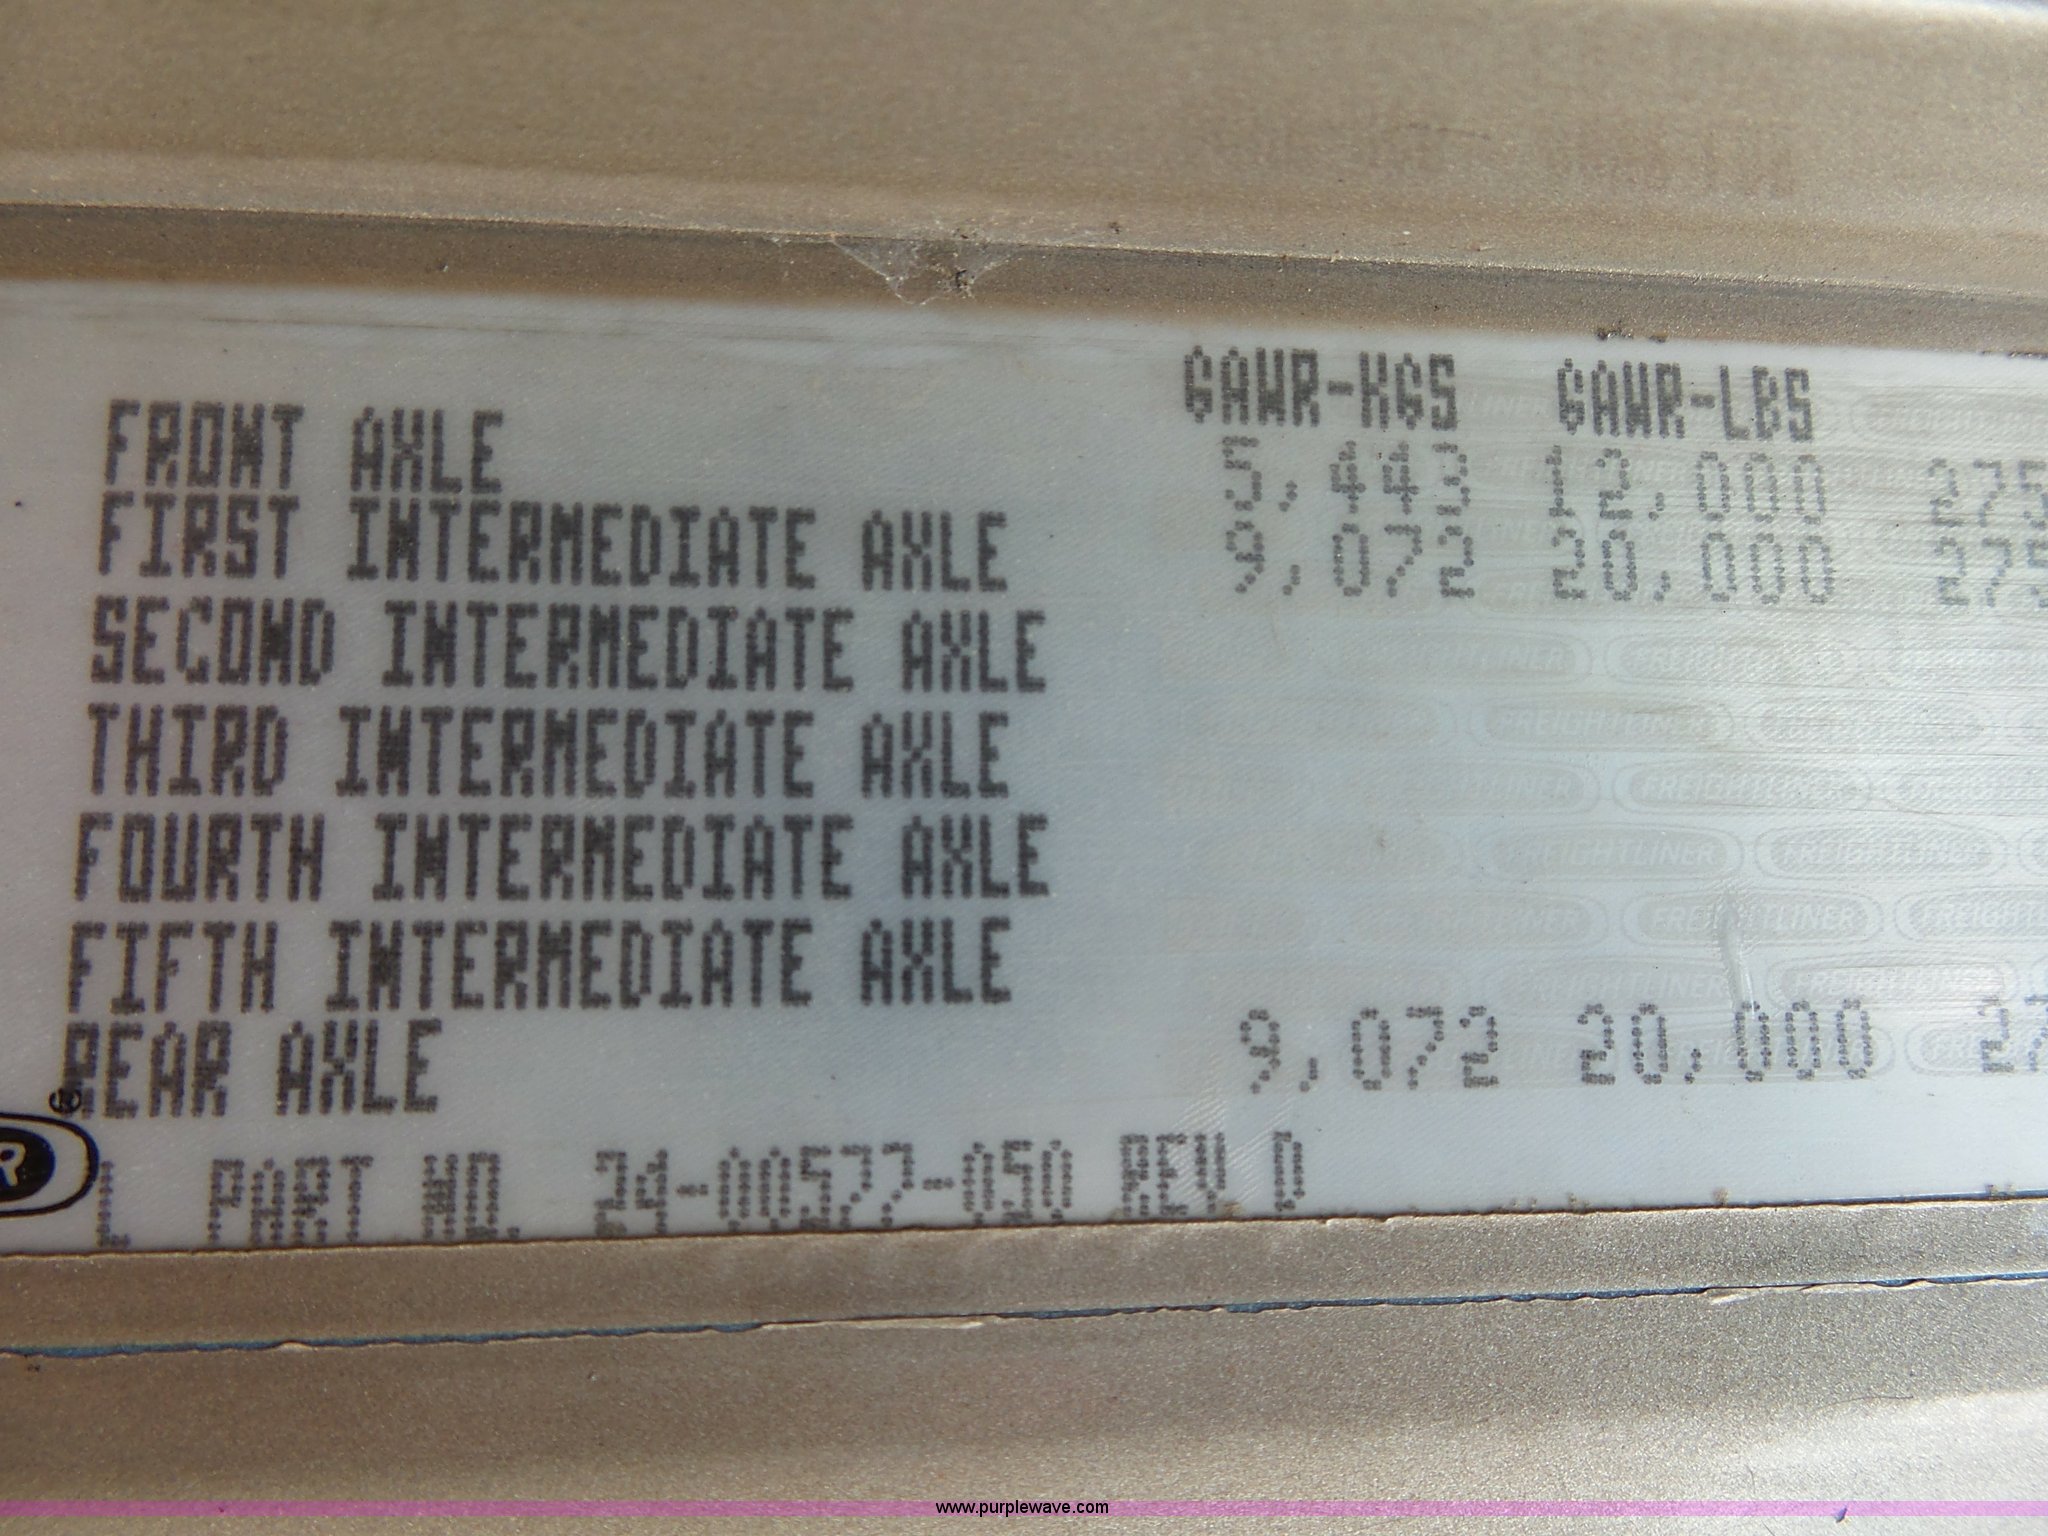 GAWR-KGS GAWR-LBS
FRONT AXLE 5,443 12,000
FIRST INTERMEDIATE AXLE 9,072 20,000
SECOND INTERMEDIATE AXLE
THIRD INTERMEDIATE AXLE
FOURTH INTERMEDIATE AXLE
FIFTH INTERMEDIATE AXLE
REAR AXLE 9,072 20,000
PART NO. 24-00577-050 REV
FREIGHTLINER
www.purplewave.com